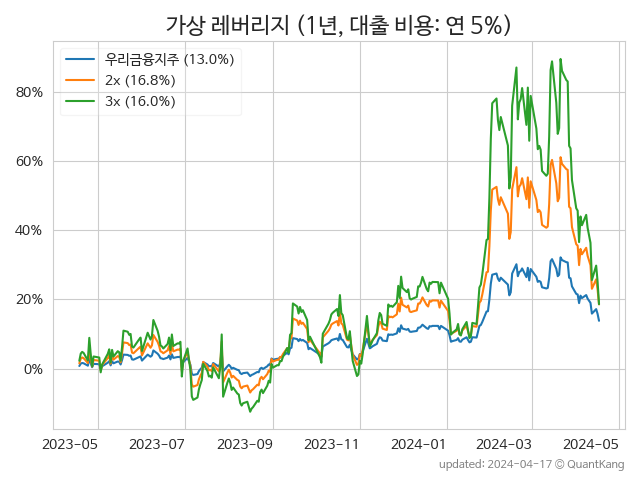 가상 레버리지 (1년, 대출 비용: 연 5%)
우리금융지주 (13.0%)
2x (16.8%)
3x (16.0%)
80%
60%
40%
20%
0%
2023-05 2023-07 2023-09 2023-11 2024-01 2024-03 2024-05
updated: 2024-04-17 © QuantKang